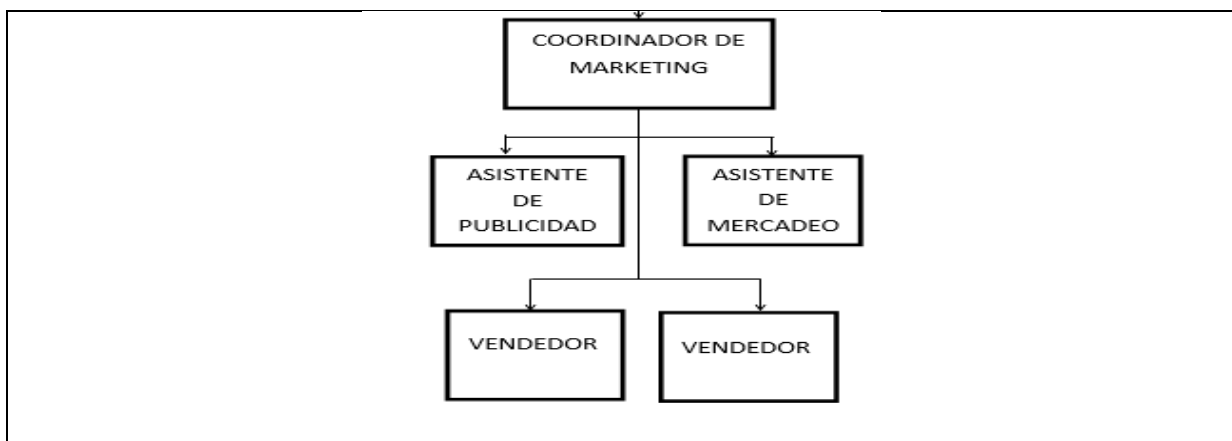 COORDINADOR DE
MARKETING
ASISTENTE
DE
PUBLICIDAD
ASISTENTE
DE
MERCADEO
VENDEDOR
VENDEDOR